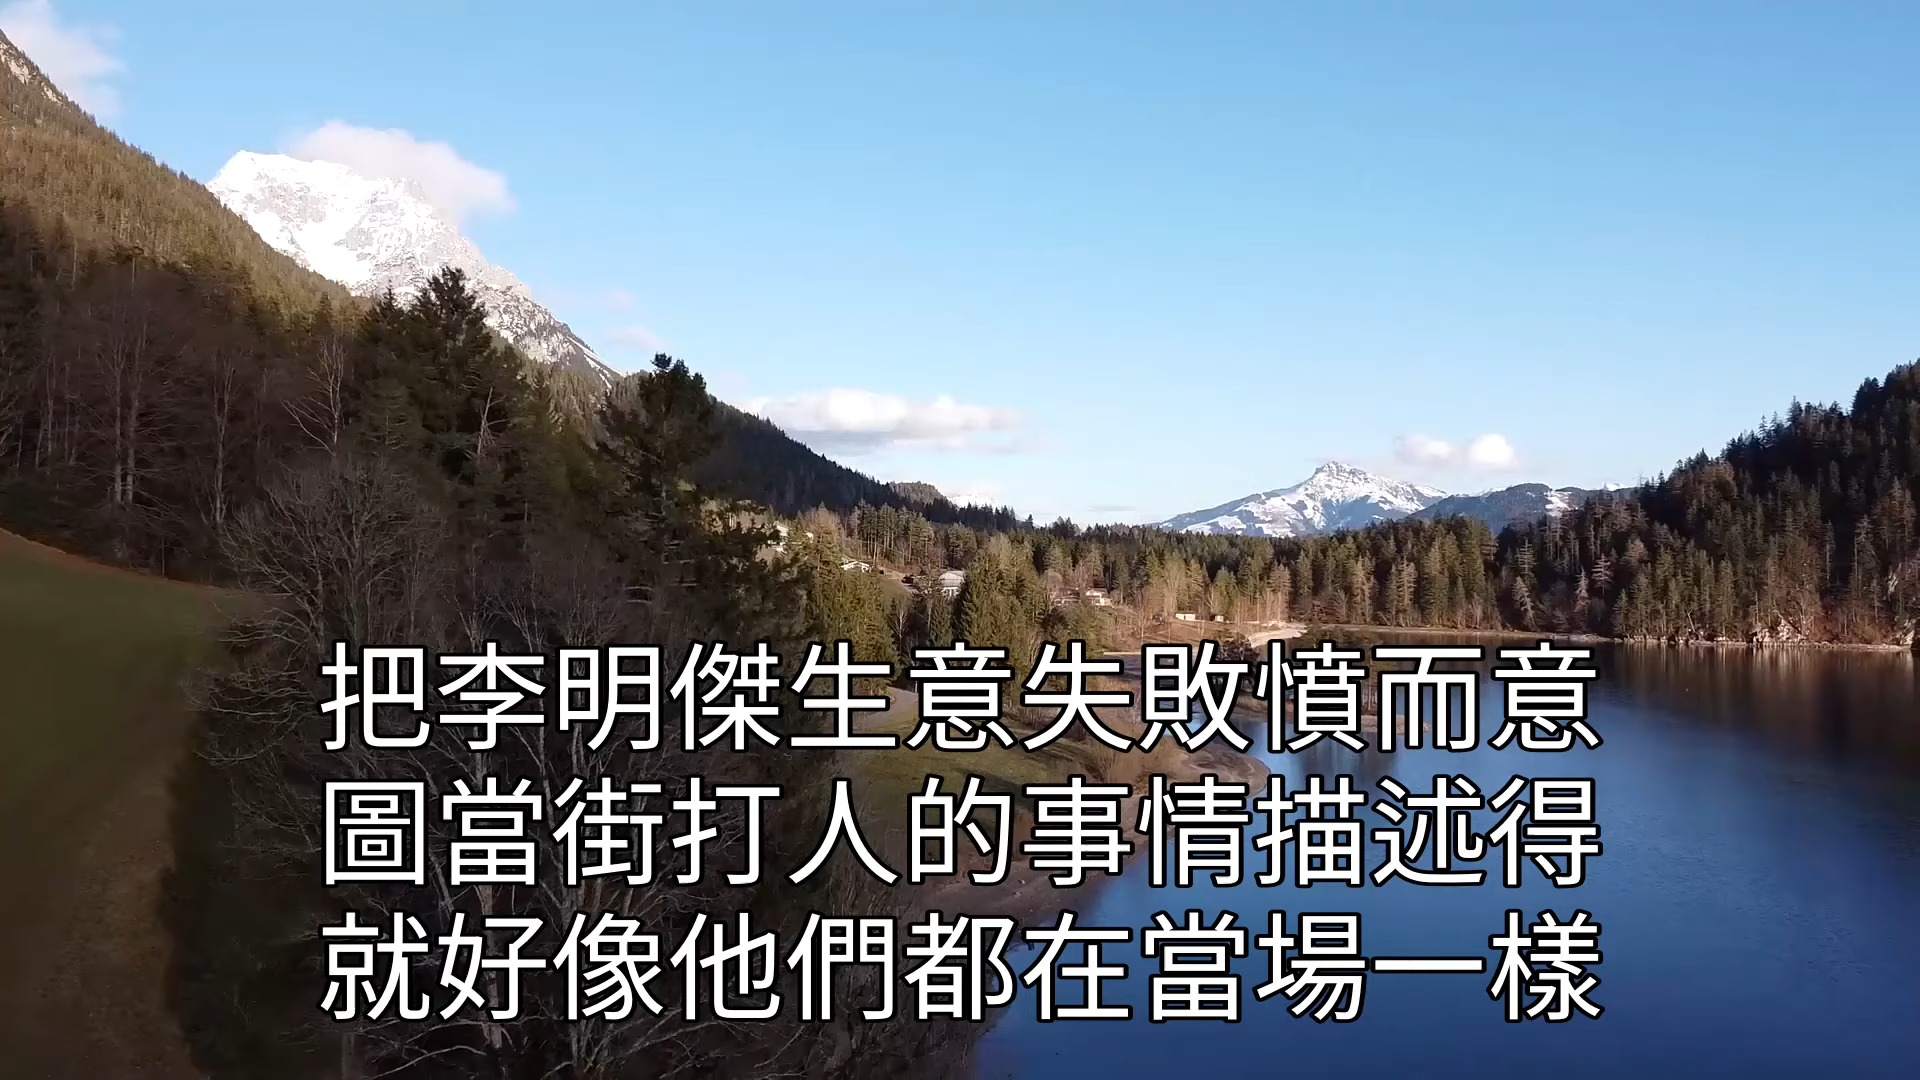 把李明傑生意失敗憤而意
圖當街打人的事情描述得
就好像他們都在當場一樣